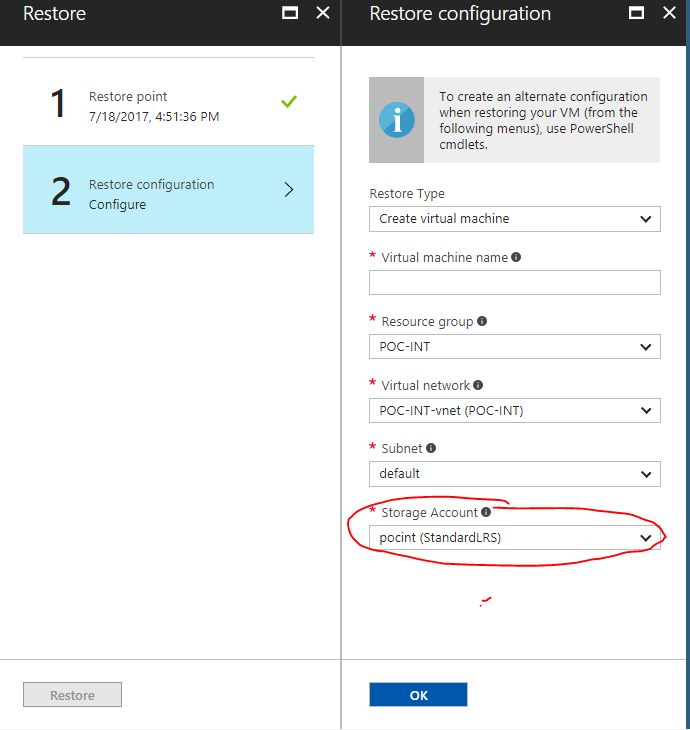 Restore
1
Restore point
7/18/2017, 4:51:36 PM
2
Restore configuration
Configure
Restore
Restore configuration
To create an alternate configuration
when restoring your VM (from the
following menus), use PowerShell
cmdlets.
Restore Type
Create virtual machine
* Virtual machine name
* Resource group
POC-INT
* Virtual network
POC-INT-vnet (POC-INT)
* Subnet
default
* Storage Account
pocint (StandardLRS)
OK